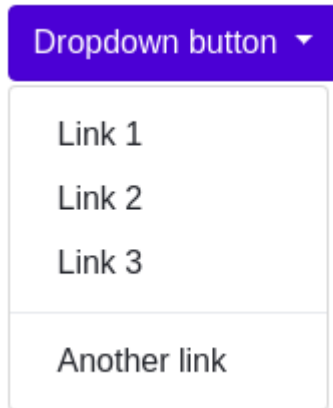 Dropdown button
Link 1
Link 2
Link 3
Another link